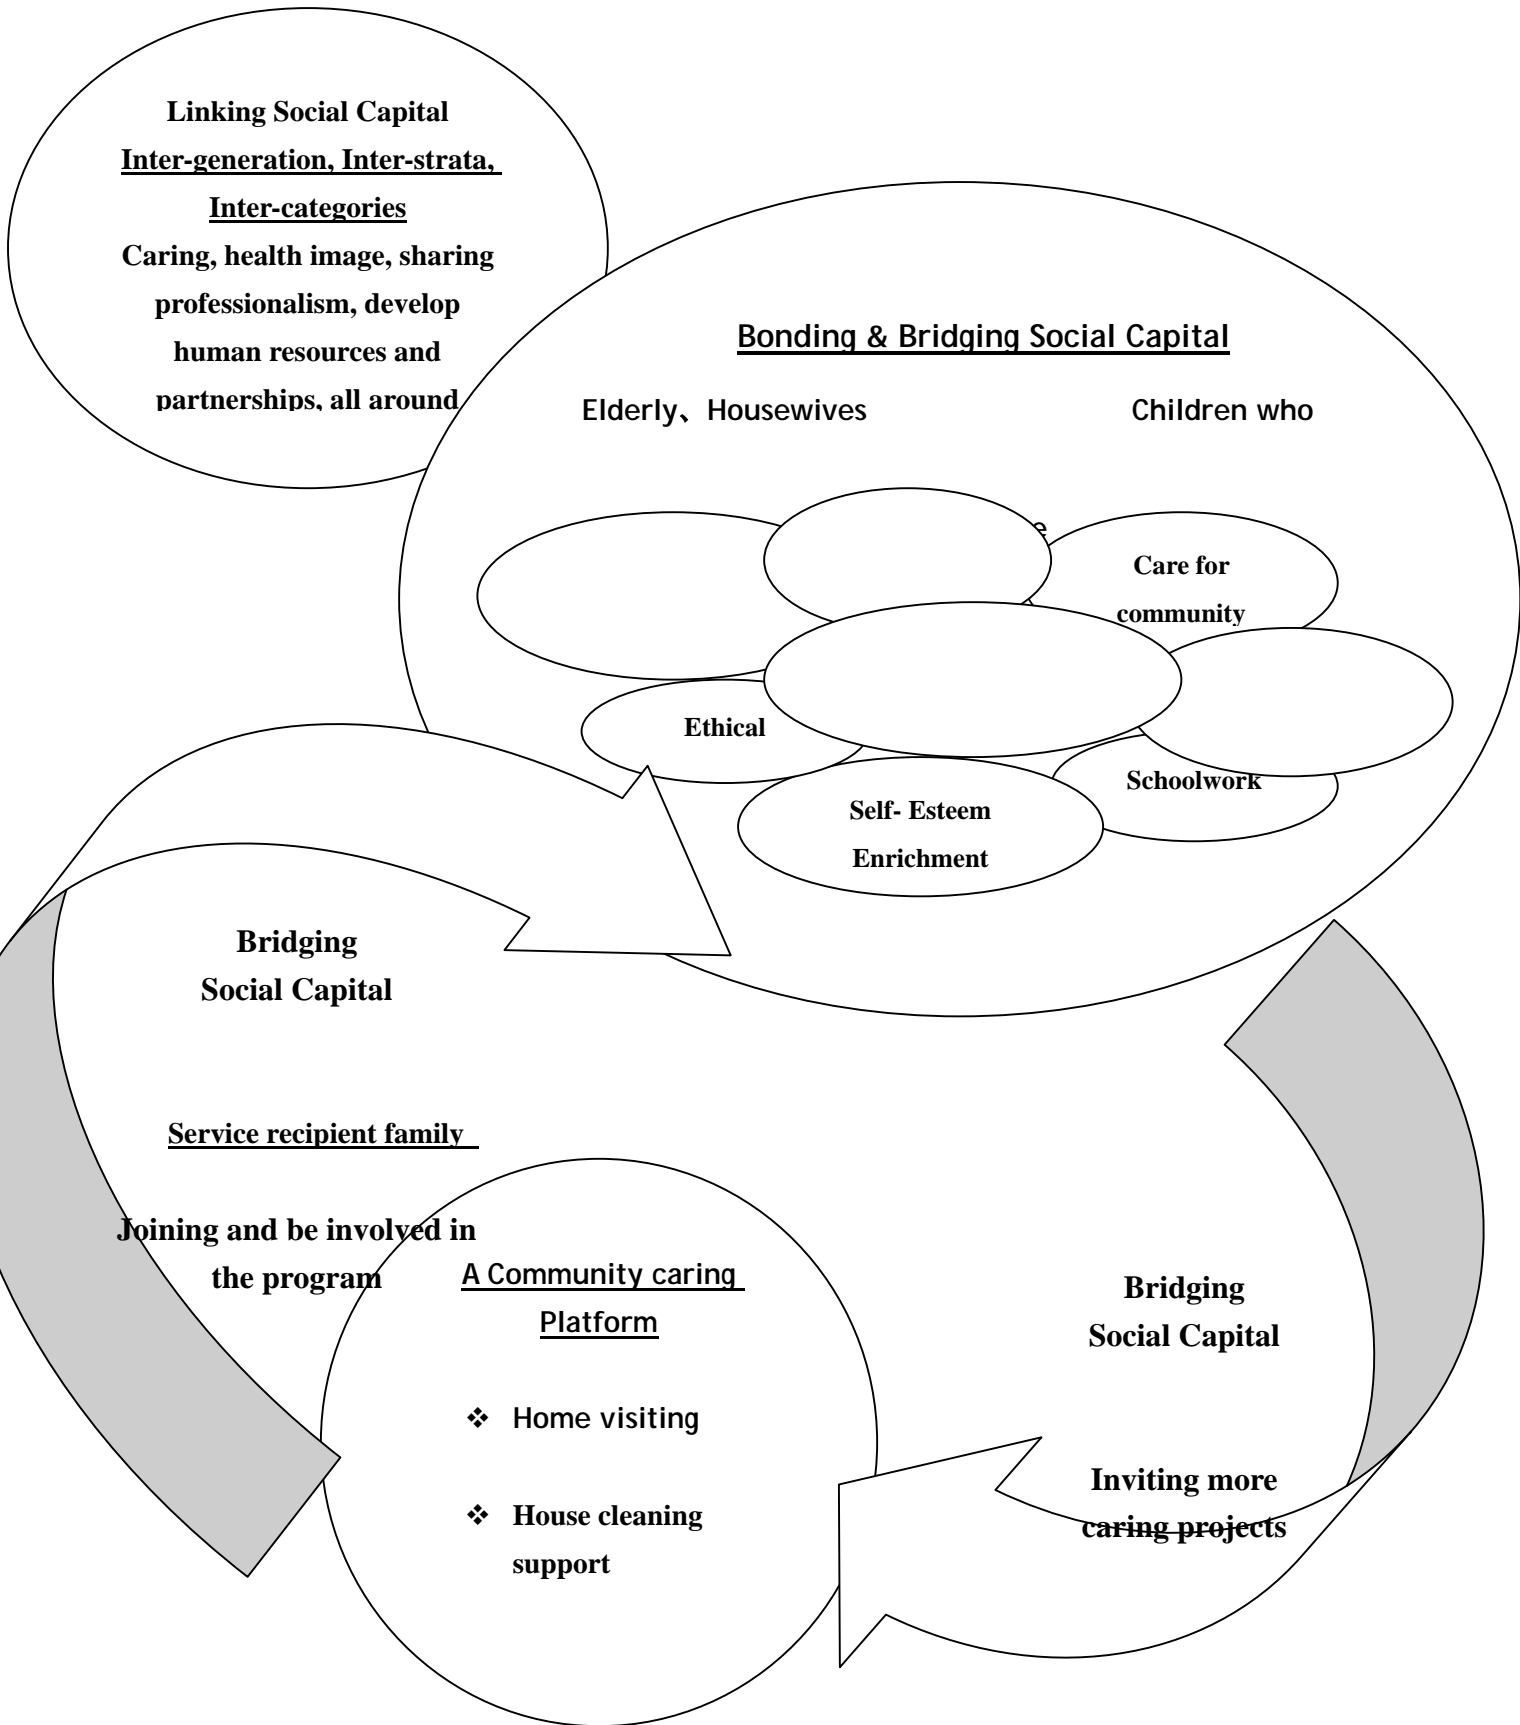 Linking Social Capital
Inter-generation, Inter-strata,
Inter-categories
Caring, health image, sharing
professionalism, develop
human resources and
partnerships, all around
Bonding & Bridging Social Capital
Elderly、Housewives
Children who
Care for
community
Ethical
Schoolwork
Self- Esteem
Enrichment
Bridging
Social Capital
Service recipient family
Joining and be involved in
the program
A Community caring
Platform
❖ Home visiting
❖ House cleaning
support
Bridging
Social Capital
Inviting more
caring projects